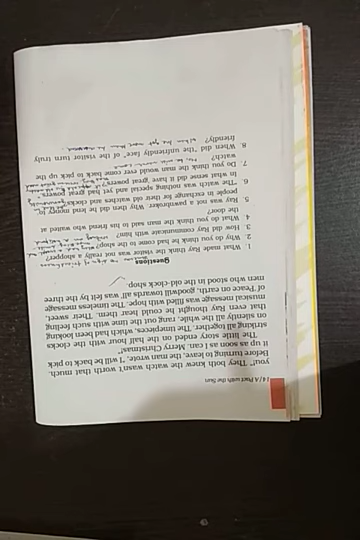 14 / A Pact with the Sun
you!" They both knew the watch wasn't worth that much.
Before turning to leave, the man wrote, "I will be back to pick
it up as soon as I can. Merry Christmas!"
The little story ended on the half hour with the clocks
striking all together. The timepieces, which had been looking
on silently all the while, rang out the time with such feeling
that even Ray thought he could hear them. Their sweet,
musical message was filled with hope. The timeless message
of 'Peace on earth, goodwill towards all' was felt by the three
men who stood in the old-clock shop.
Questions
1. What made Ray think the visitor was not really a shopper?
2. Why do you think he had come to the shop?
3. How did Ray communicate with him?
4. What do you think the man said to his friend who waited at
the door?
5. Ray was not a pawnbroker. Why then did he lend money to
people in exchange for their old watches and clocks?
6. "The watch was nothing special and yet had great powers."
In what sense did it have great powers?
7. Do you think the man would ever come back to pick up the
watch?
8. When did "the unfriendly face" of the visitor turn truly
friendly?